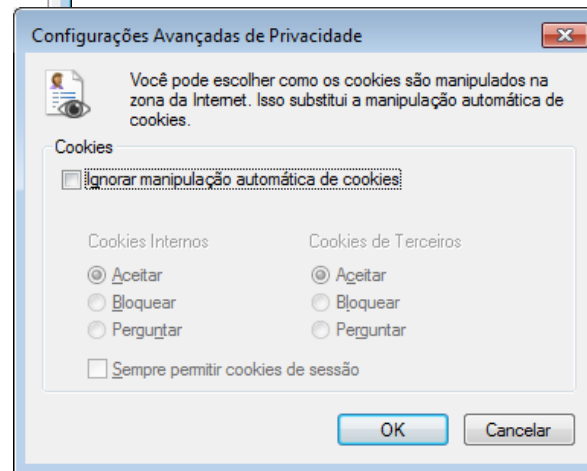 Configurações Avançadas de Privacidade
Você pode escolher como os cookies são manipulados na
zona da Internet. Isso substitui a manipulação automática de
cookies.
Cookies
Ignorar manipulação automática de cookies
Cookies Internos Cookies de Terceiros
Aceitar Aceitar
Bloquear Bloquear
Perguntar Perguntar
Sempre permitir cookies de sessão
OK Cancelar